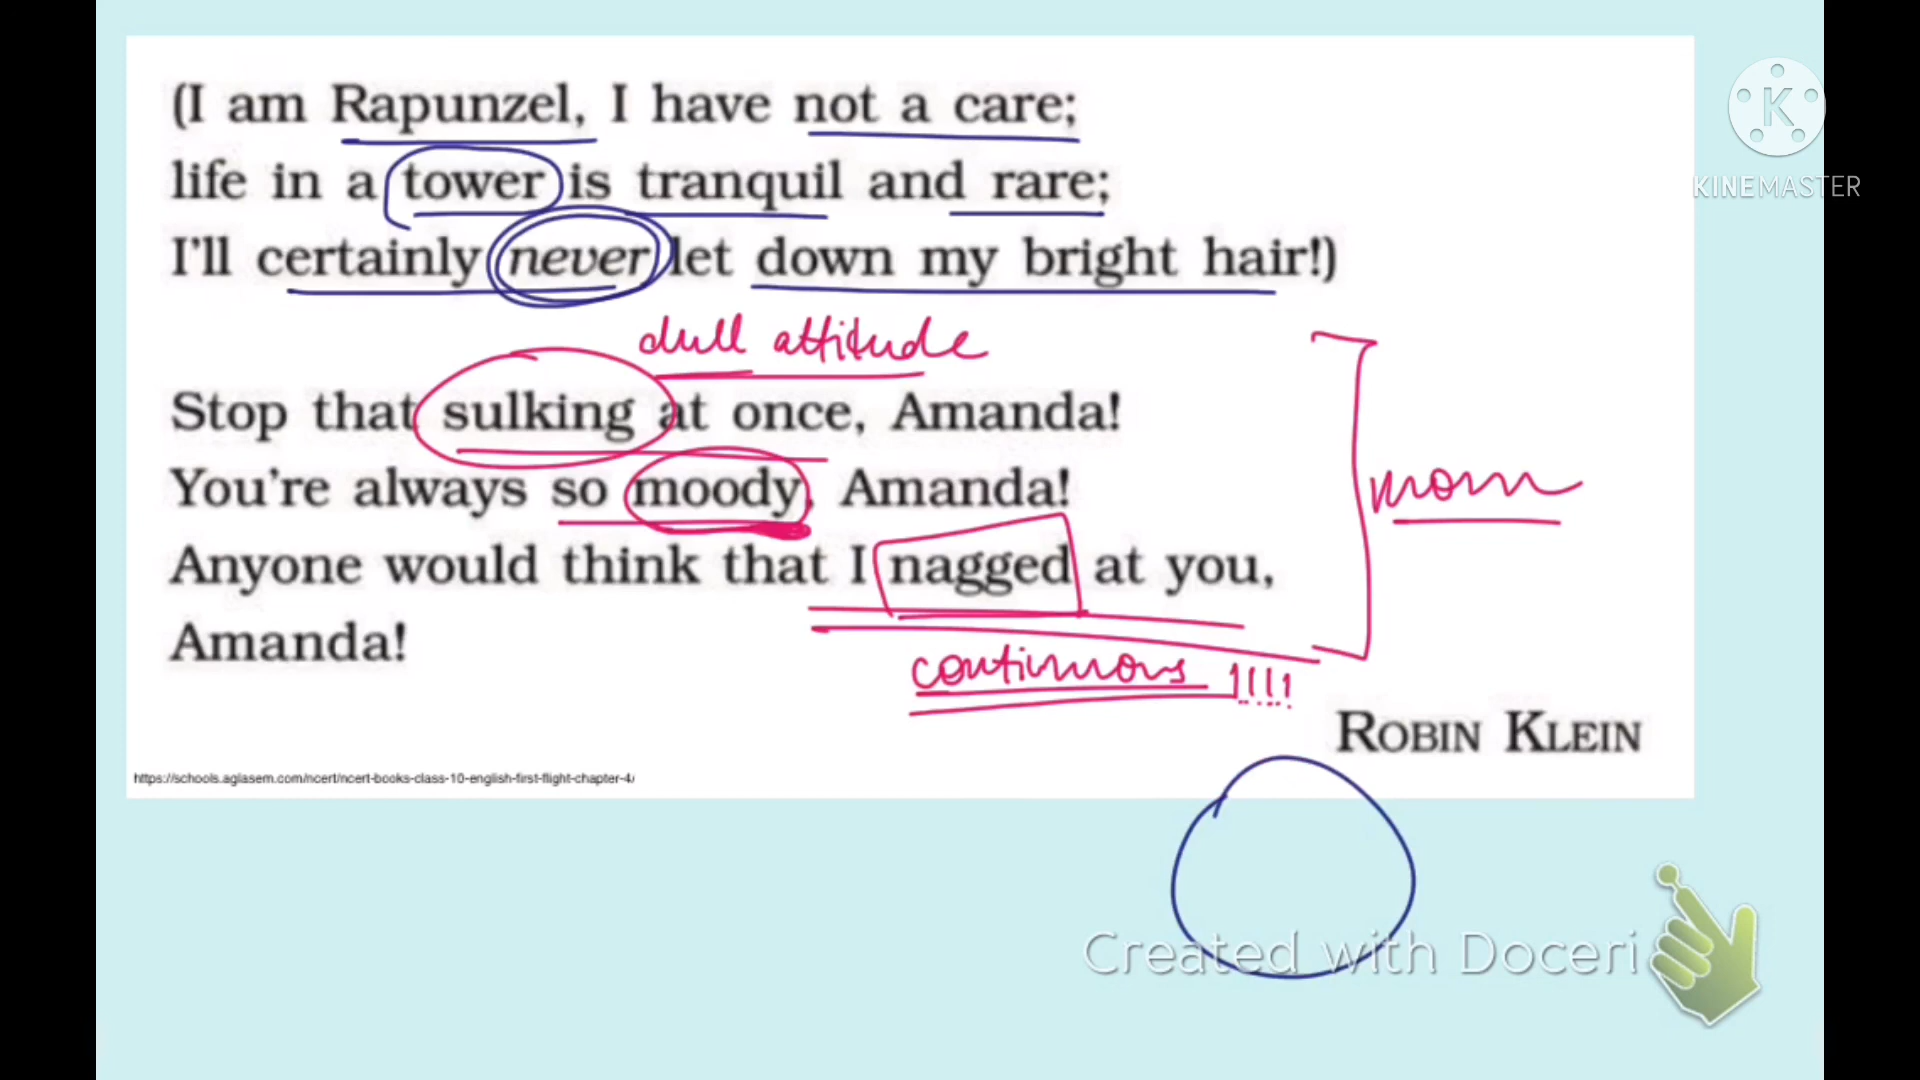 (I am Rapunzel, I have not a care;
life in a tower is tranquil and rare;
I'll certainly never let down my bright hair!)
dull attitude
Stop that sulking at once, Amanda!
You're always so moody, Amanda!
mom
Anyone would think that I nagged at you,
Amanda!
continuous !!!!
ROBIN KLEIN
https://schools.aglasem.com/ncert/ncert-books-class-10-english-first-flight-chapter-4/
Created with Doceri
K
KINEMASTER